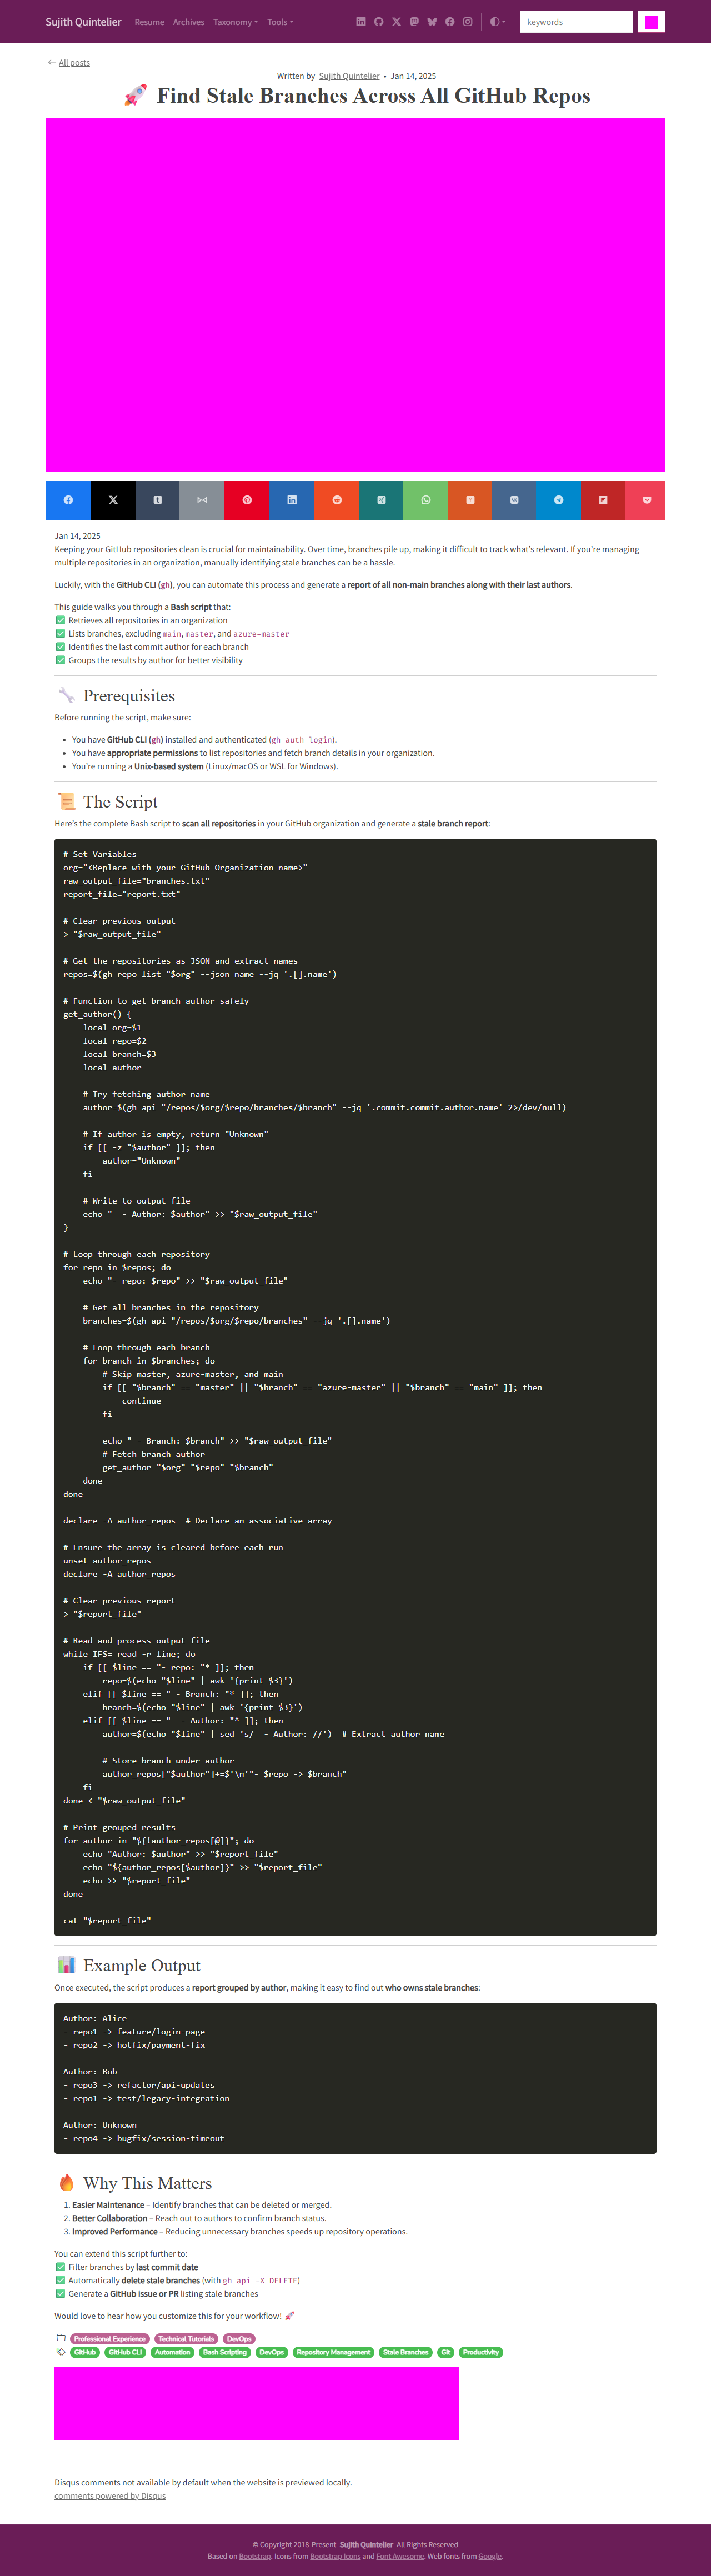 Sujith Quintelier Resume Archives Taxonomy Tools keywords
← All posts
Written by Sujith Quintelier • Jan 14, 2025
🚀 Find Stale Branches Across All GitHub Repos
Jan 14, 2025
Keeping your GitHub repositories clean is crucial for maintainability. Over time, branches pile up, making it difficult to track what's relevant. If you're managing
multiple repositories in an organization, manually identifying stale branches can be a hassle.
Luckily, with the GitHub CLI (gh), you can automate this process and generate a report of all non-main branches along with their last authors.
This guide walks you through a Bash script that:
✅ Retrieves all repositories in an organization
✅ Lists branches, excluding main, master, and azure-master
✅ Identifies the last commit author for each branch
✅ Groups the results by author for better visibility
🔧 Prerequisites
Before running the script, make sure:
• You have GitHub CLI (gh) installed and authenticated (gh auth login).
• You have appropriate permissions to list repositories and fetch branch details in your organization.
• You're running a Unix-based system (Linux/macOS or WSL for Windows).
📜 The Script
Here's the complete Bash script to scan all repositories in your GitHub organization and generate a stale branch report:
# Set Variables
org="<Replace with your GitHub Organization name>"
raw_output_file="branches.txt"
report_file="report.txt"
# Clear previous output
> "$raw_output_file"
# Get the repositories as JSON and extract names
repos=$(gh repo list "$org" --json name --jq '.[].name')
# Function to get branch author safely
get_author() {
    local org=$1
    local repo=$2
    local branch=$3
    local author
    # Try fetching author name
    author=$(gh api "/repos/$org/$repo/branches/$branch" --jq '.commit.commit.author.name' 2>/dev/null)
    # If author is empty, return "Unknown"
    if [[ -z "$author" ]]; then
        author="Unknown"
    fi
    # Write to output file
    echo "  - Author: $author" >> "$raw_output_file"
}
# Loop through each repository
for repo in $repos; do
    echo "- repo: $repo" >> "$raw_output_file"
    # Get all branches in the repository
    branches=$(gh api "/repos/$org/$repo/branches" --jq '.[].name')
    # Loop through each branch
    for branch in $branches; do
        # Skip master, azure-master, and main
        if [[ "$branch" == "master" || "$branch" == "azure-master" || "$branch" == "main" ]]; then
            continue
        fi
        echo " - Branch: $branch" >> "$raw_output_file"
        # Fetch branch author
        get_author "$org" "$repo" "$branch"
    done
done
declare -A author_repos  # Declare an associative array
# Ensure the array is cleared before each run
unset author_repos
declare -A author_repos
# Clear previous report
> "$report_file"
# Read and process output file
while IFS= read -r line; do
    if [[ $line == "- repo: "* ]]; then
        repo=$(echo "$line" | awk '{print $3}')
    elif [[ $line == " - Branch: "* ]]; then
        branch=$(echo "$line" | awk '{print $3}')
    elif [[ $line == "  - Author: "* ]]; then
        author=$(echo "$line" | sed 's/  - Author: //')  # Extract author name
        # Store branch under author
        author_repos["$author"]+=$'\n'"- $repo -> $branch"
    fi
done < "$raw_output_file"
# Print grouped results
for author in "${!author_repos[@]}"; do
    echo "Author: $author" >> "$report_file"
    echo "${author_repos[$author]}" >> "$report_file"
    echo >> "$report_file"
done
cat "$report_file"
📊 Example Output
Once executed, the script produces a report grouped by author, making it easy to find out who owns stale branches:
Author: Alice
- repo1 -> feature/login-page
- repo2 -> hotfix/payment-fix
Author: Bob
- repo3 -> refactor/api-updates
- repo1 -> test/legacy-integration
Author: Unknown
- repo4 -> bugfix/session-timeout
🔥 Why This Matters
1. Easier Maintenance – Identify branches that can be deleted or merged.
2. Better Collaboration – Reach out to authors to confirm branch status.
3. Improved Performance – Reducing unnecessary branches speeds up repository operations.
You can extend this script further to:
✅ Filter branches by last commit date
✅ Automatically delete stale branches (with gh api -X DELETE)
✅ Generate a GitHub issue or PR listing stale branches
Would love to hear how you customize this for your workflow! 🚀
Professional Experience Technical Tutorials DevOps
GitHub GitHub CLI Automation Bash Scripting DevOps Repository Management Stale Branches Git Productivity
Disqus comments not available by default when the website is previewed locally.
comments powered by Disqus
© Copyright 2018-Present Sujith Quintelier All Rights Reserved
Based on Bootstrap. Icons from Bootstrap Icons and Font Awesome. Web fonts from Google.